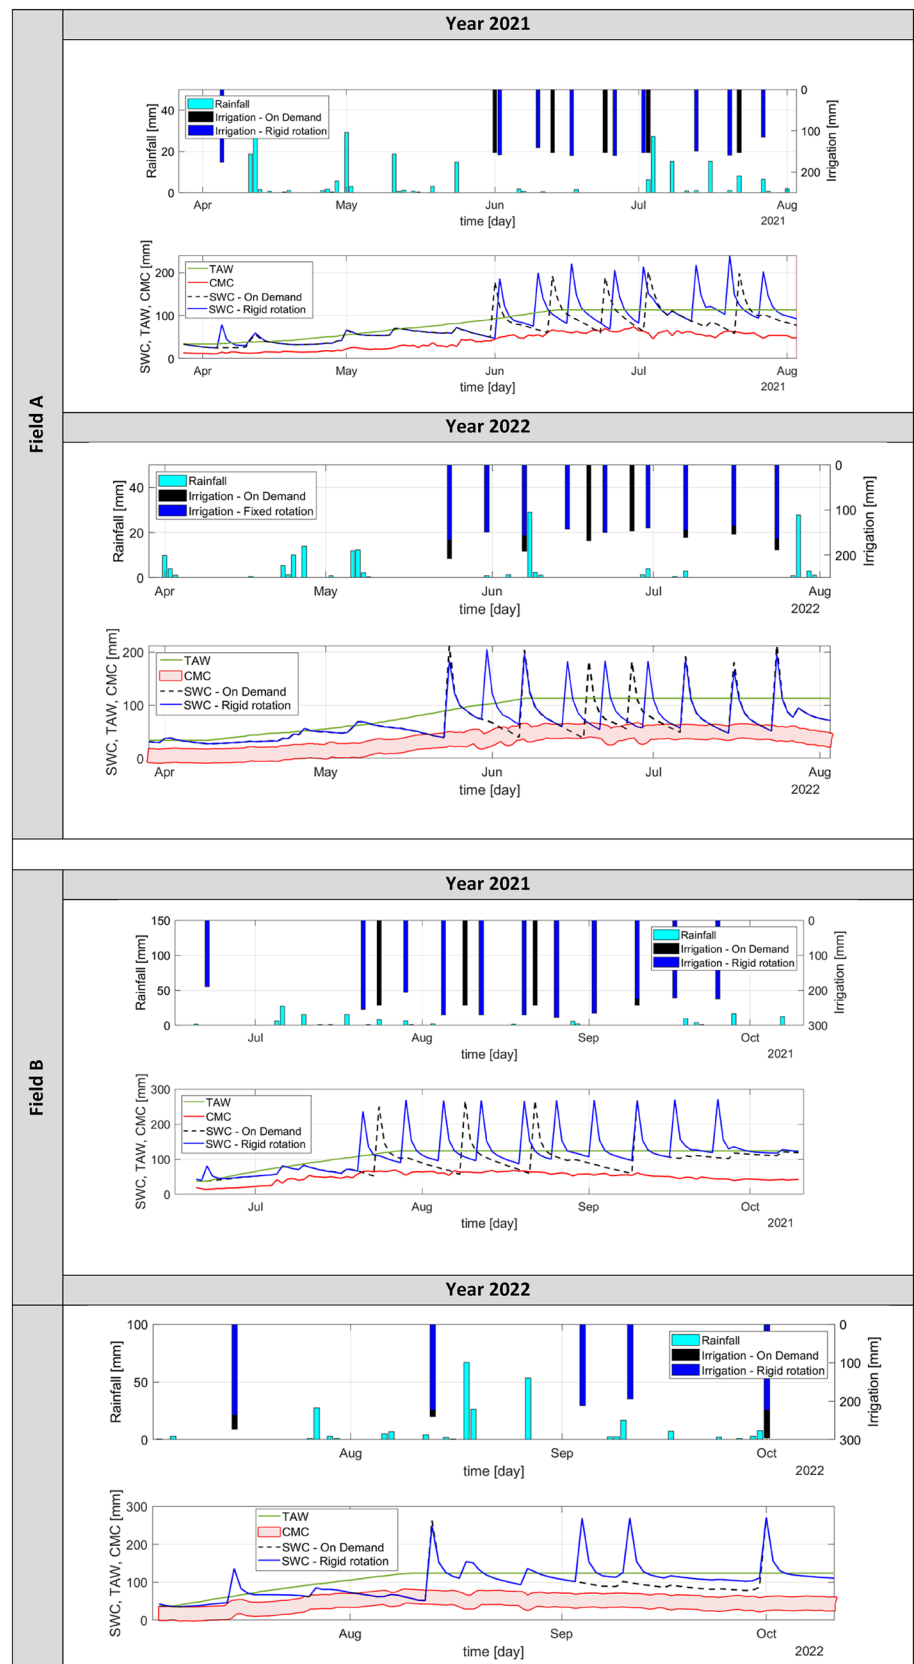 Year 2021
Field A
Rainfall [mm]
40
20
0
Rainfall
Irrigation - On Demand
Irrigation - Rigid rotation
0
100
200
Irrigation [mm]
Apr May Jun Jul Aug
time [day]
2021
SWC, TAW, CMC [mm]
200
100
0
TAW
CMC
SWC - On Demand
SWC - Rigid rotation
Apr May Jun Jul Aug
time [day]
2021
Year 2022
Rainfall [mm]
40
20
0
Rainfall
Irrigation - On Demand
Irrigation - Fixed rotation
0
100
200
Irrigation [mm]
Apr May Jun Jul Aug
time [day]
2022
SWC, TAW, CMC [mm]
200
100
0
TAW
CMC
SWC - On Demand
SWC - Rigid rotation
Apr May Jun Jul Aug
time [day]
2022
Year 2021
Field B
Rainfall [mm]
150
100
50
0
Rainfall
Irrigation - On Demand
Irrigation - Rigid rotation
0
100
200
300
Irrigation [mm]
Jul Aug Sep Oct
time [day]
2021
SWC, TAW, CMC [mm]
300
200
100
0
TAW
CMC
SWC - On Demand
SWC - Rigid rotation
Jul Aug Sep Oct
time [day]
2021
Year 2022
Rainfall [mm]
100
50
0
Rainfall
Irrigation - On Demand
Irrigation - Rigid rotation
0
100
200
300
Irrigation [mm]
Aug Sep Oct
time [day]
2022
SWC, TAW, CMC [mm]
300
200
100
0
TAW
CMC
SWC - On Demand
SWC - Rigid rotation
Aug Sep Oct
time [day]
2022